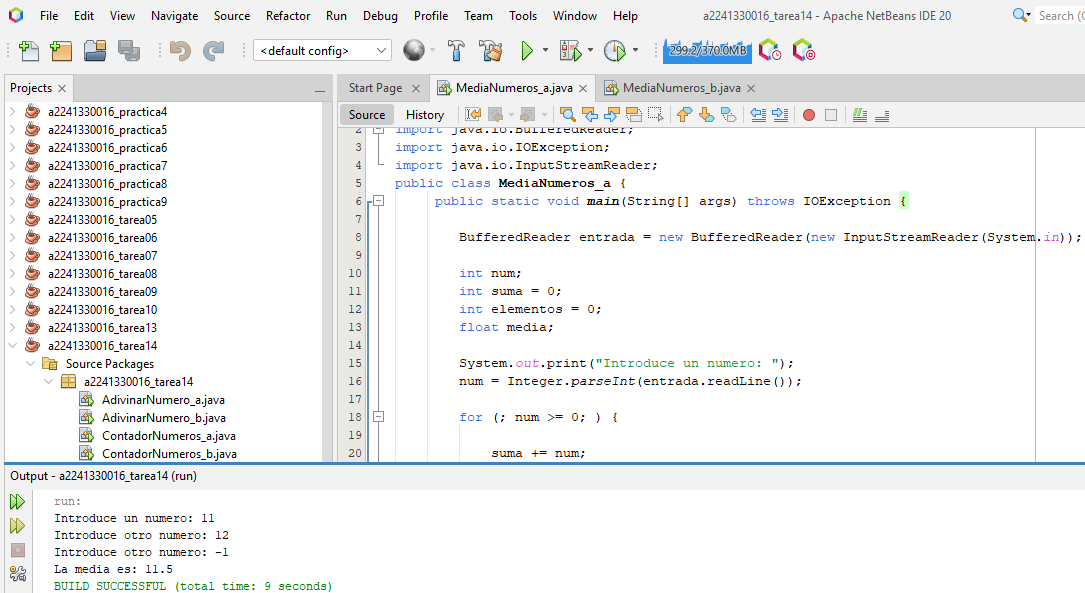 File Edit View Navigate Source Refactor Run Debug Profile Team Tools Window Help a2241330016_tarea14 - Apache NetBeans IDE 20 Search (C
<default config> 299.2/370.0MB
Projects
a2241330016_practica4
a2241330016_practica5
a2241330016_practica6
a2241330016_practica7
a2241330016_practica8
a2241330016_practica9
a2241330016_tarea05
a2241330016_tarea06
a2241330016_tarea07
a2241330016_tarea08
a2241330016_tarea09
a2241330016_tarea10
a2241330016_tarea13
a2241330016_tarea14
Source Packages
a2241330016_tarea14
AdivinarNumero_a.java
AdivinarNumero_b.java
ContadorNumeros_a.java
ContadorNumeros_b.java
Start Page MediaNumeros_a.java MediaNumeros_b.java
Source History
2 import java.io.BufferedReader;
3 import java.io.IOException;
4 import java.io.InputStreamReader;
5 public class MediaNumeros_a {
6 public static void main(String[] args) throws IOException {
7
8 BufferedReader entrada = new BufferedReader(new InputStreamReader(System.in));
9
10 int num;
11 int suma = 0;
12 int elementos = 0;
13 float media;
14
15 System.out.print("Introduce un numero: ");
16 num = Integer.parseInt(entrada.readLine());
17
18 for (; num >= 0; ) {
19
20 suma += num;
Output - a2241330016_tarea14 (run)
run:
Introduce un numero: 11
Introduce otro numero: 12
Introduce otro numero: -1
La media es: 11.5
BUILD SUCCESSFUL (total time: 9 seconds)